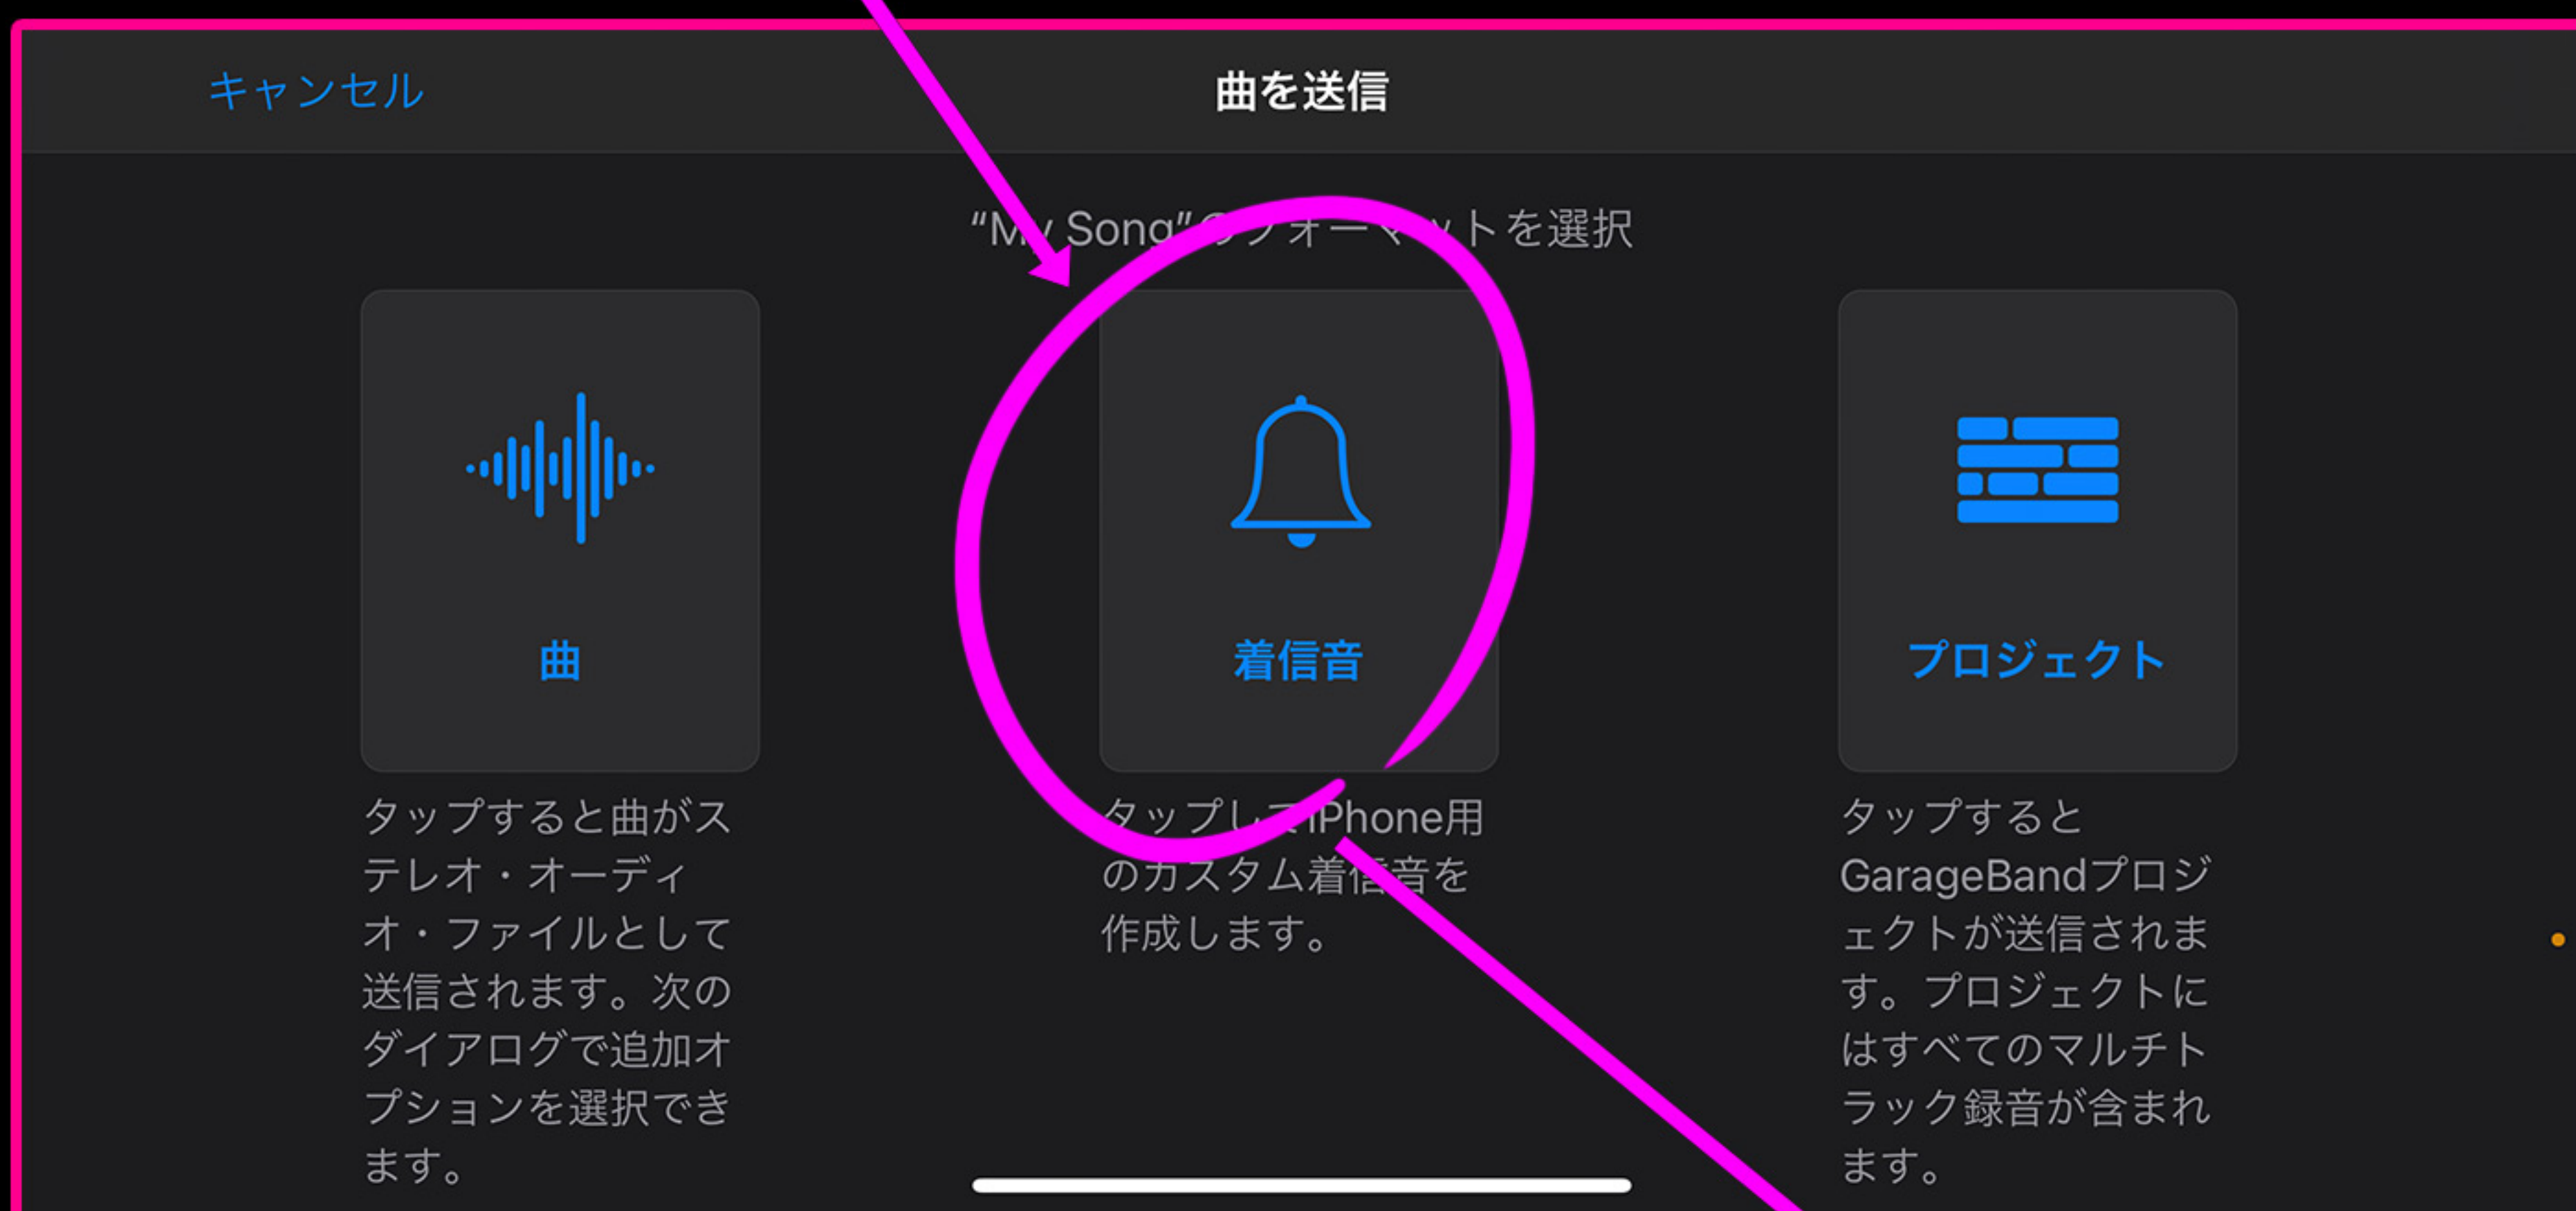 キャンセル
曲を送信
“My Song”のフォーマットを選択
曲
着信音
プロジェクト
タップすると曲がス
テレオ・オーディ
オ・ファイルとして
送信されます。次の
ダイアログで追加オ
プションを選択でき
ます。
タップしてiPhone用
のカスタム着信音を
作成します。
タップすると
GarageBandプロジ
ェクトが送信されま
す。プロジェクトに
はすべてのマルチト
ラック録音が含まれ
ます。